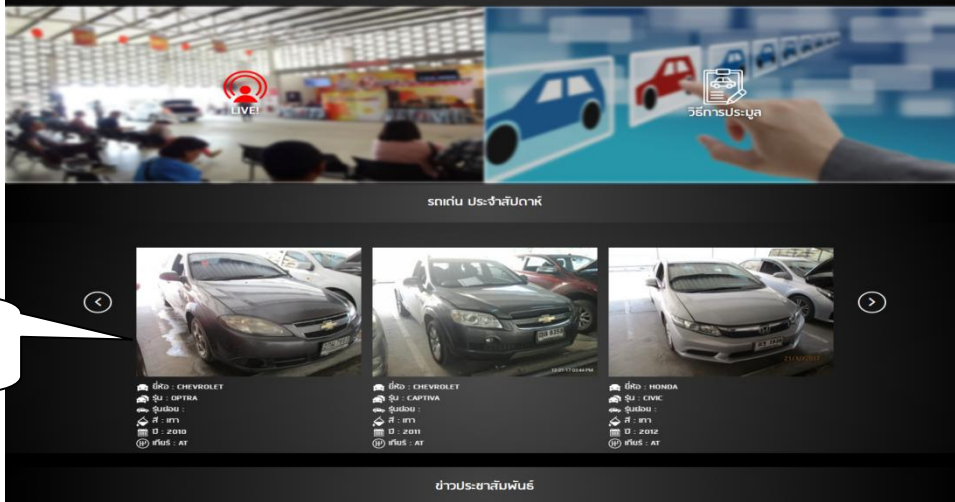 LIVE!
วิธีการประมูล
รถเด่น ประจำสัปดาห์
ยี่ห้อ : CHEVROLET
รุ่น : OPTRA
รุ่นย่อย :
สี : เทา
ปี : 2010
เกียร์ : AT
ยี่ห้อ : CHEVROLET
รุ่น : CAPTIVA
รุ่นย่อย :
สี : เทา
ปี : 2011
เกียร์ : AT
ยี่ห้อ : HONDA
รุ่น : CIVIC
รุ่นย่อย :
สี : เทา
ปี : 2012
เกียร์ : AT
ข่าวประชาสัมพันธ์